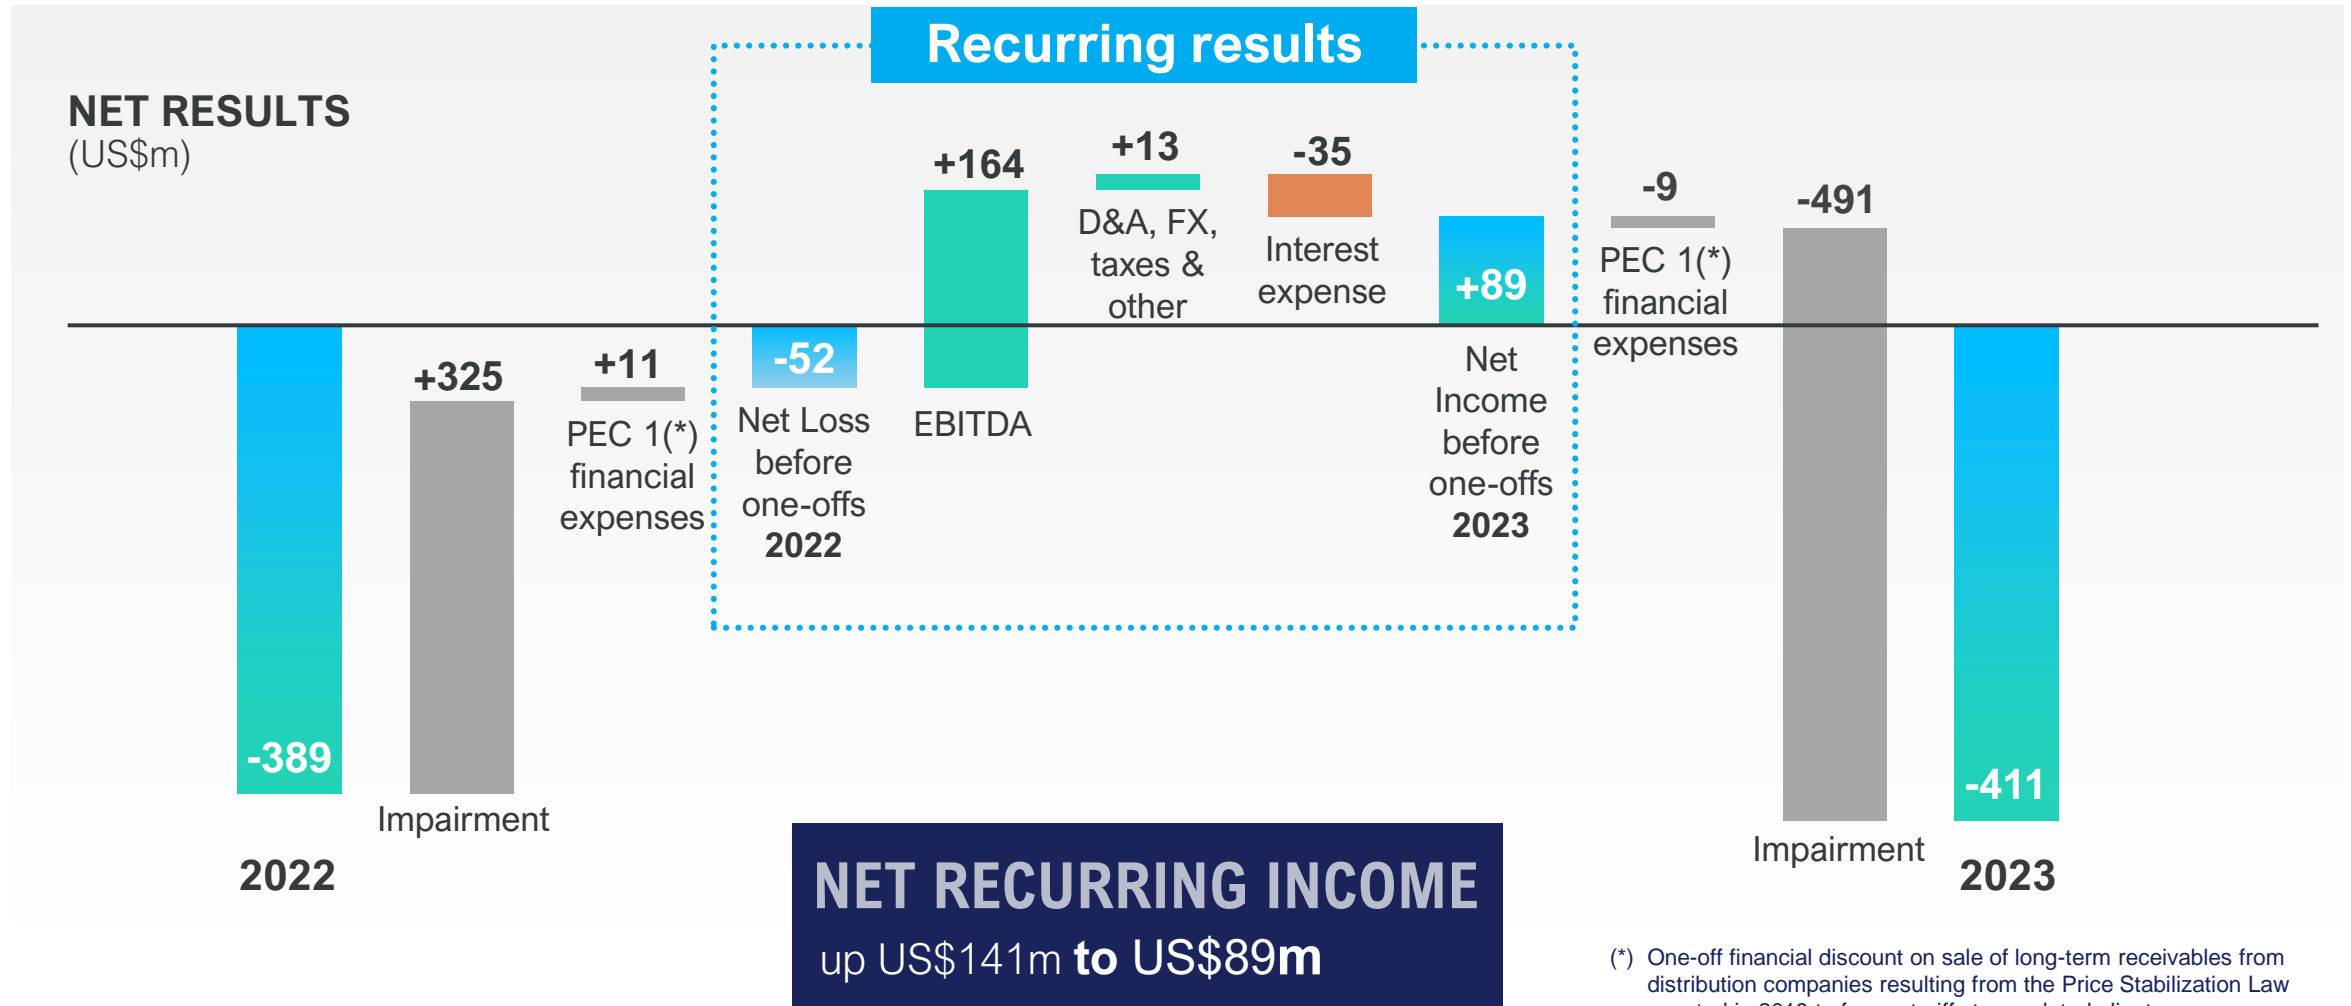 Recurring results
NET RESULTS
(US$m)
-389
2022
+325
Impairment
+11
PEC 1(*)
financial
expenses
-52
Net Loss
before
one-offs
2022
+164
EBITDA
+13
D&A, FX,
taxes &
other
-35
Interest
expense
+89
Net
Income
before
one-offs
2023
-9
PEC 1(*)
financial
expenses
-491
Impairment
-411
2023
NET RECURRING INCOME
up US$141m to US$89m
(*) One-off financial discount on sale of long-term receivables from
distribution companies resulting from the Price Stabilization Law